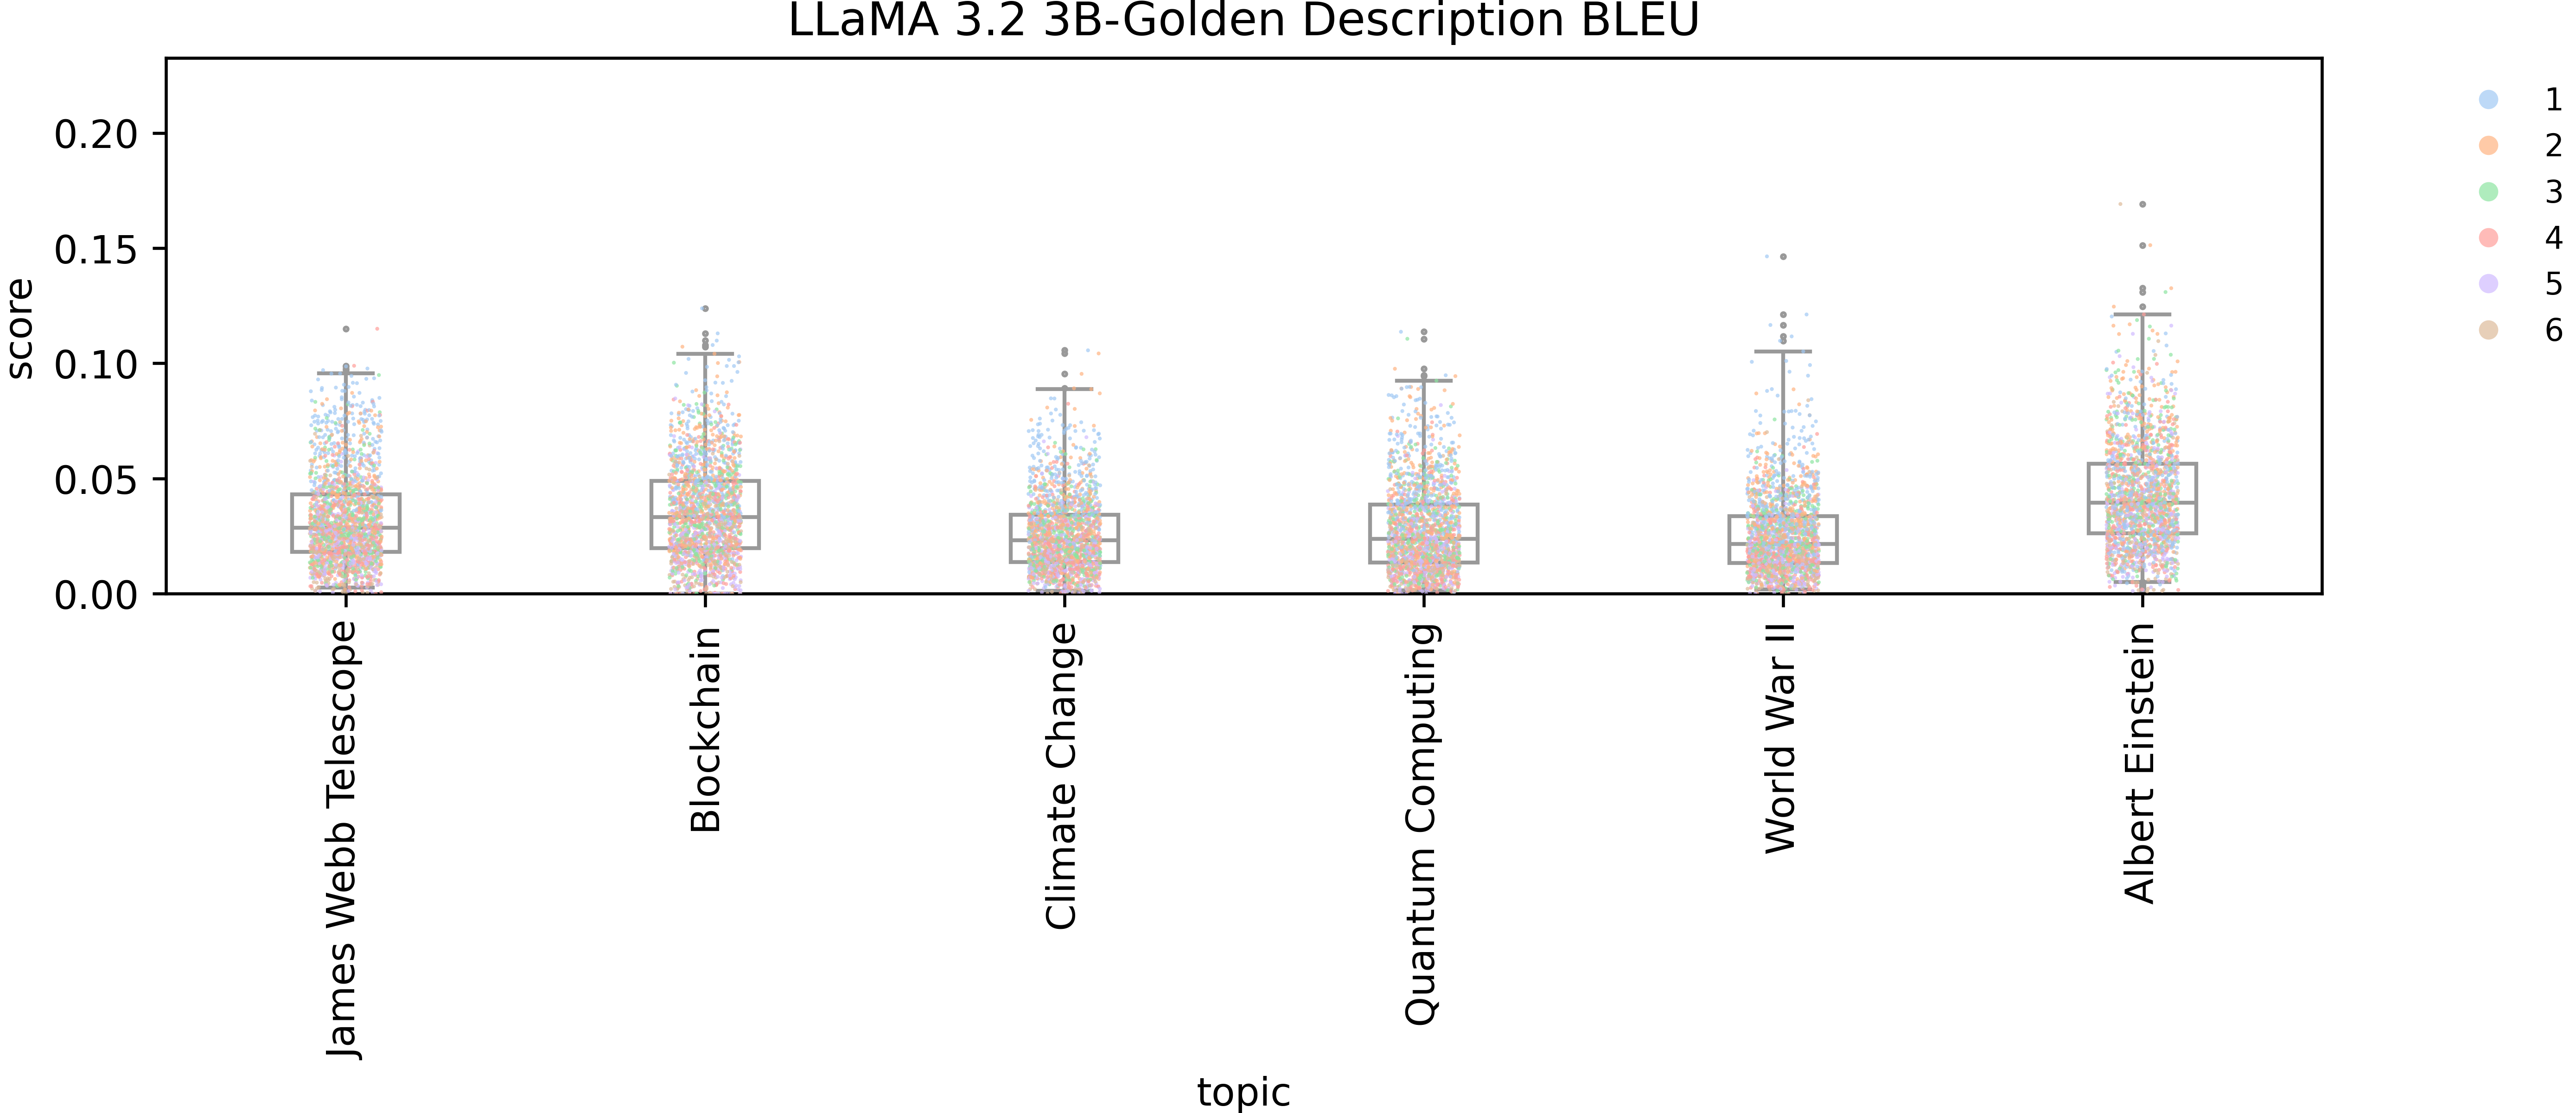 LLaMA 3.2 3B-Golden Description BLEU
score
0.20
0.15
0.10
0.05
0.00
James Webb Telescope
Blockchain
Climate Change
Quantum Computing
World War II
Albert Einstein
topic
1
2
3
4
5
6